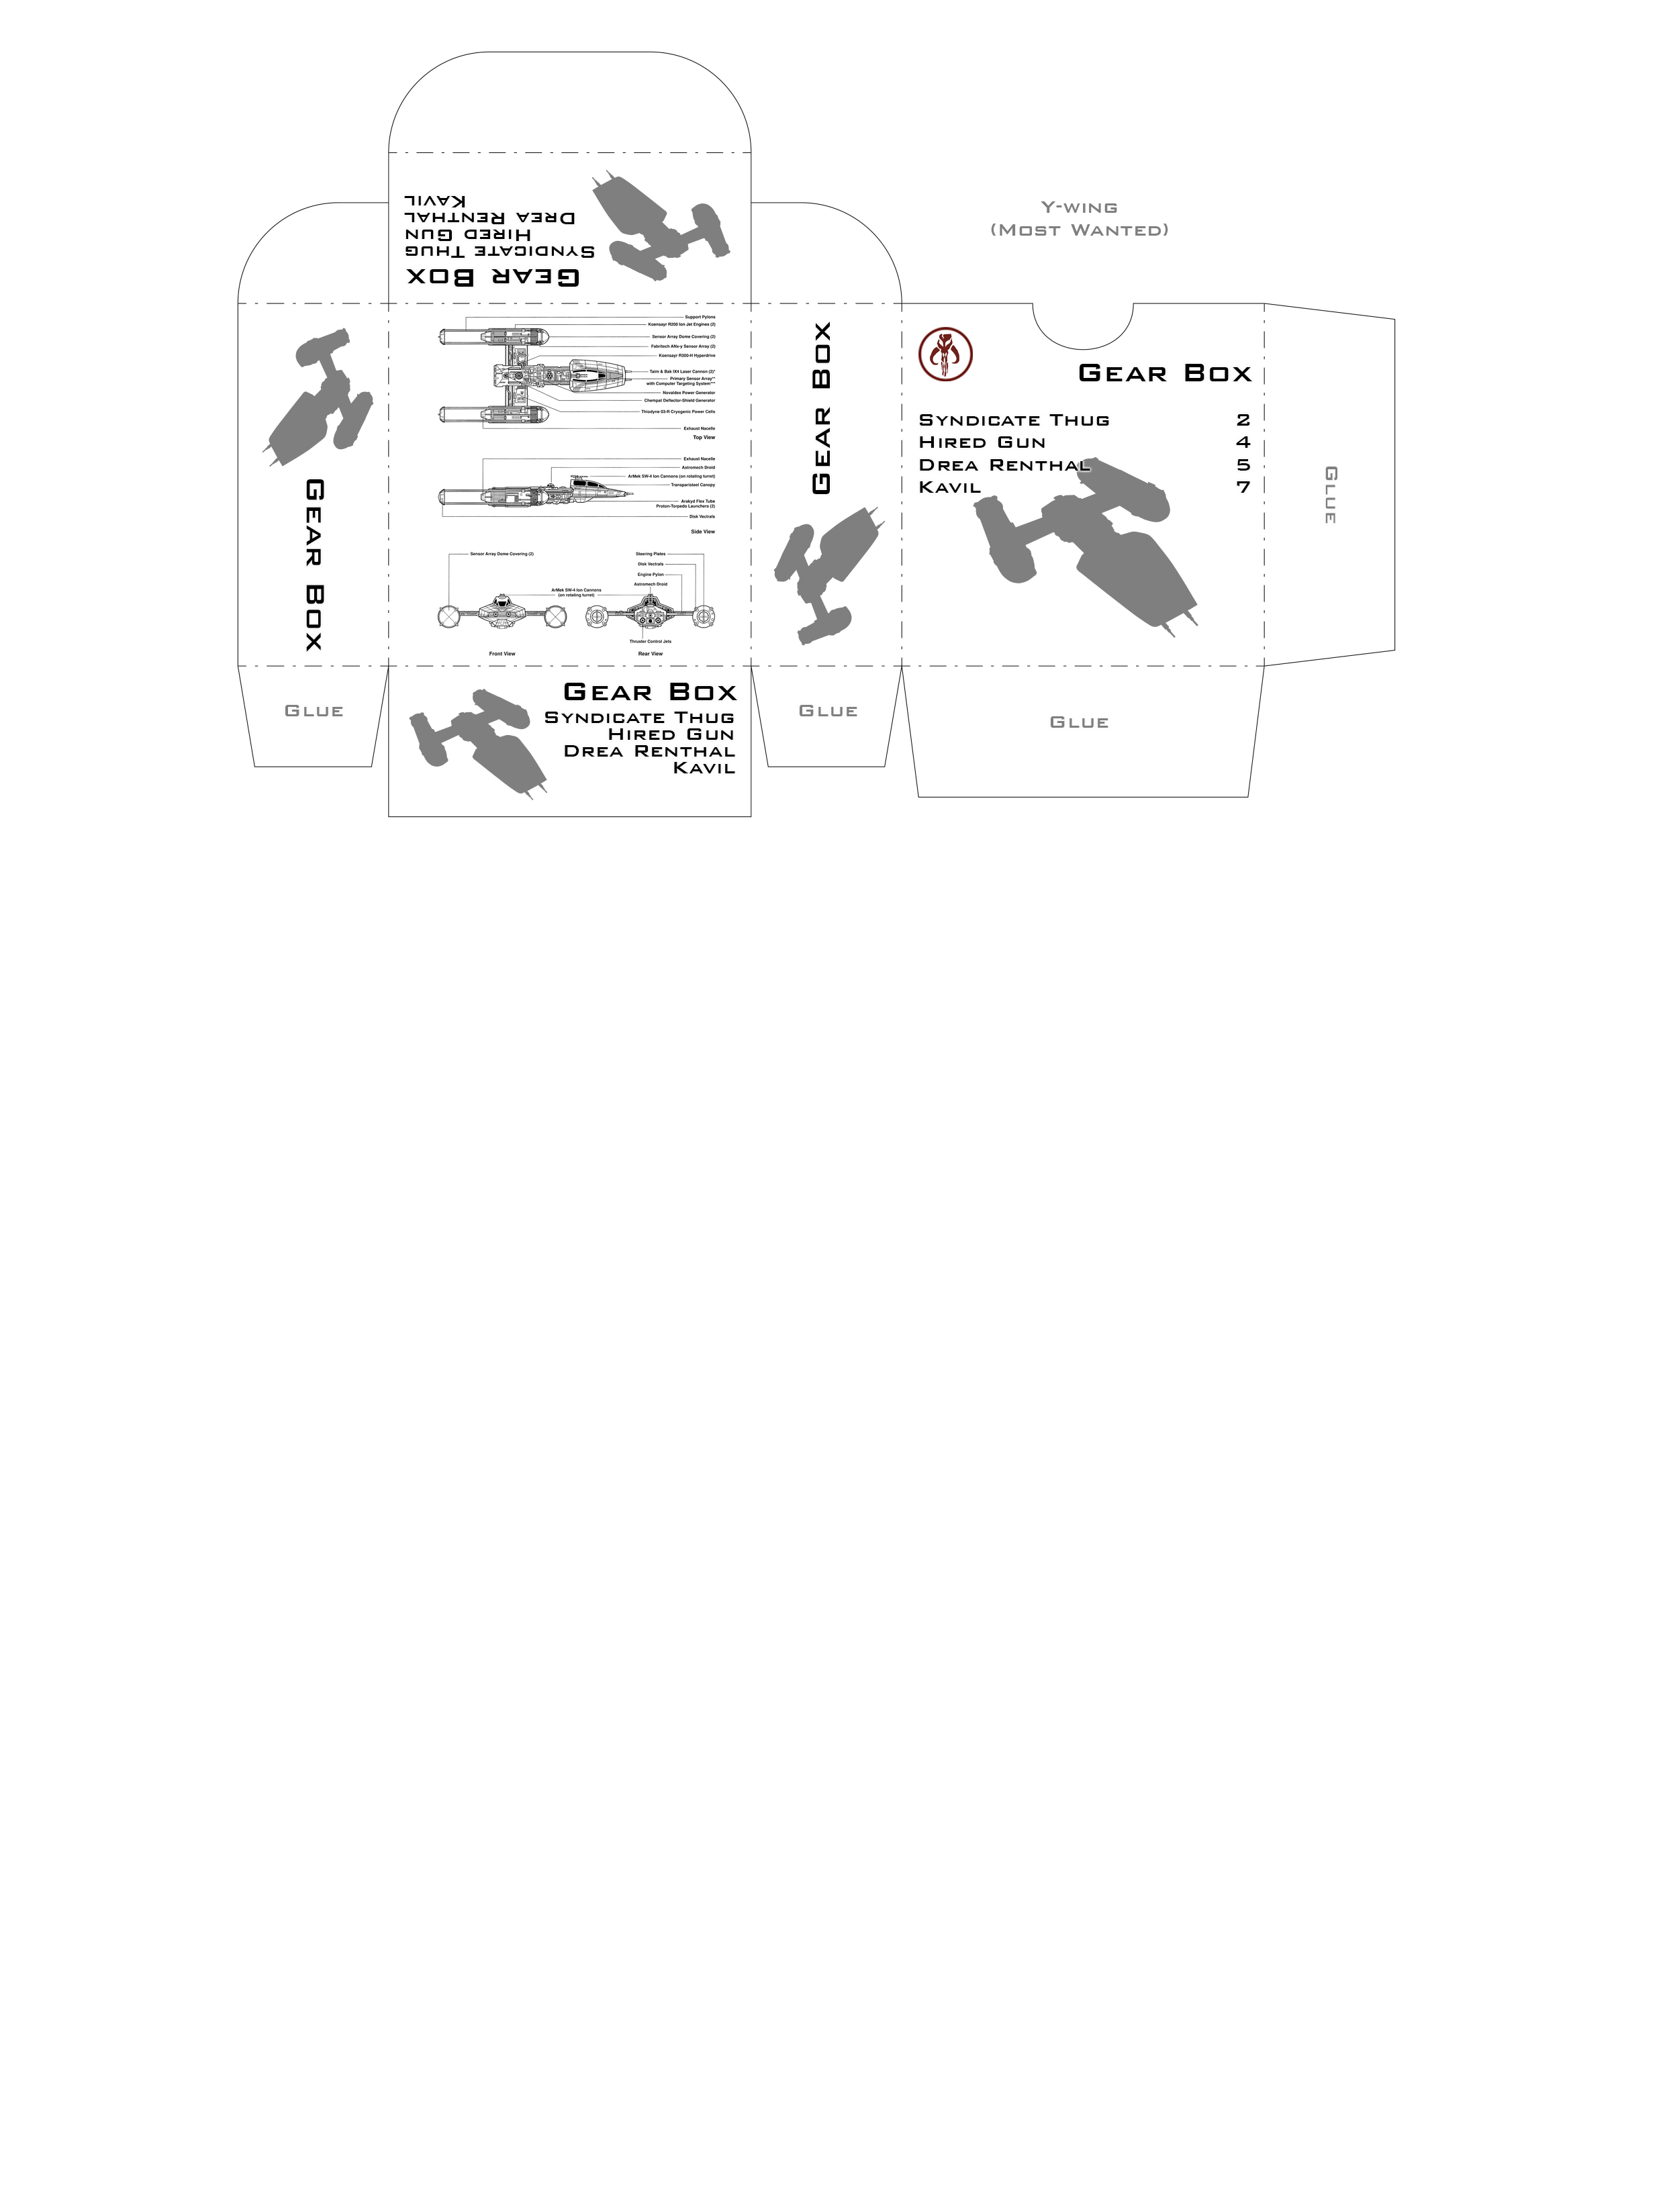 Y-wing
(Most Wanted)
Kavil
Drea Renthal
Hired Gun
Syndicate Thug
Gear Box
Gear Box
Support Pylons
Koensayr R200 Ion Jet Engines (2)
Sensor Array Dome Covering (2)
Fabritech ANx-y Sensor Array (2)
Koensayr R300-H Hyperdrive
Taim & Bak IX4 Laser Cannon (2)*
Primary Sensor Array**
with Computer Targeting System***
Novaldex Power Generator
Chempat Deflector-Shield Generator
Thiodyne 03-R Cryogenic Power Cells
Exhaust Nacelle
Top View
Exhaust Nacelle
Astromech Droid
ArMek SW-4 Ion Cannons (on rotating turret)
Transparisteel Canopy
Arakyd Flex Tube
Proton-Torpedo Launchers (2)
Disk Vectrals
Side View
Sensor Array Dome Covering (2)
Steering Plates
Disk Vectrals
Engine Pylon
Astromech Droid
ArMek SW-4 Ion Cannons
(on rotating turret)
Thruster Control Jets
Front View
Rear View
Gear Box
Gear Box
Syndicate Thug 2
Hired Gun 4
Drea Renthal 5
Kavil 7
Glue
Glue
Gear Box
Syndicate Thug
Hired Gun
Drea Renthal
Kavil
Glue
Glue